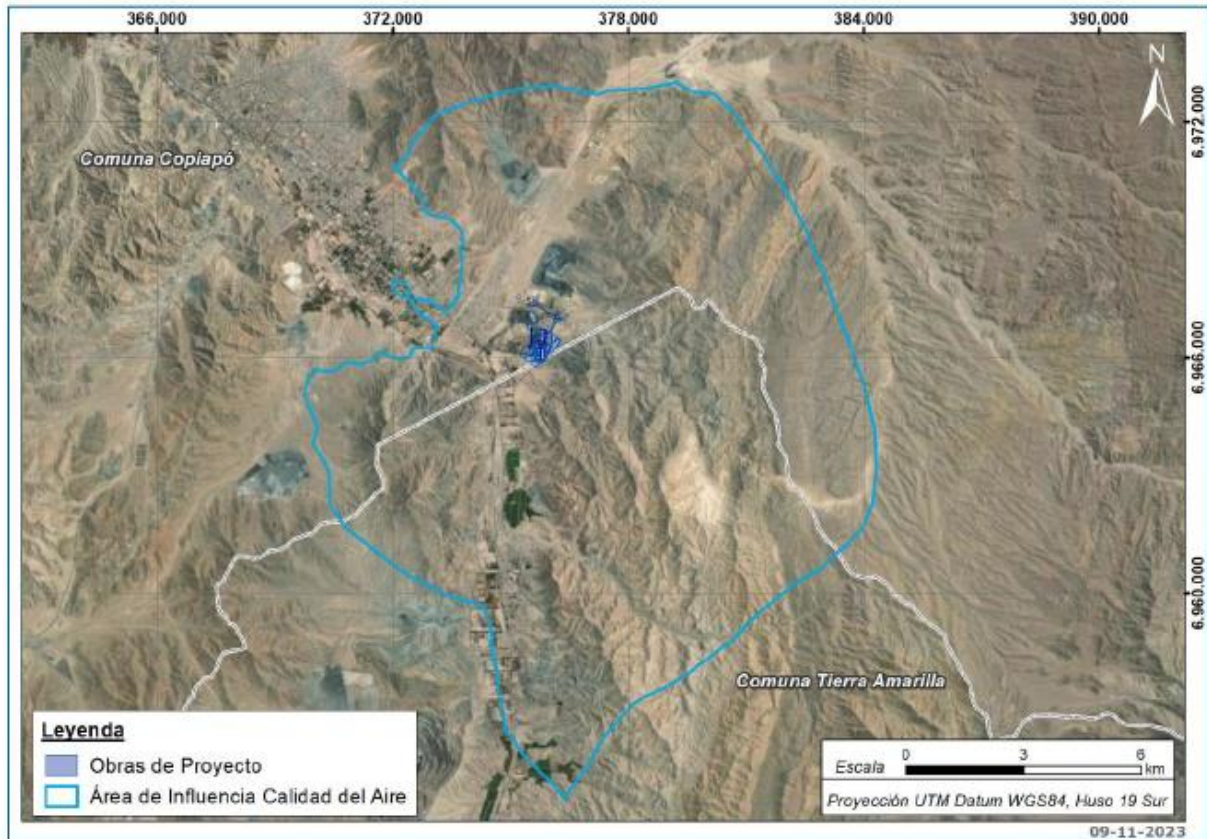 366.000 372.000 378.000 384.000 390.000
N
6.972.000
Comuna Copiapó
6.966.000
6.960.000
Comuna Tierra Amarilla
Leyenda
Obras de Proyecto
Área de Influencia Calidad del Aire
Escala 0 3 6 km
Proyección UTM Datum WGS84, Huso 19 Sur
09-11-2023